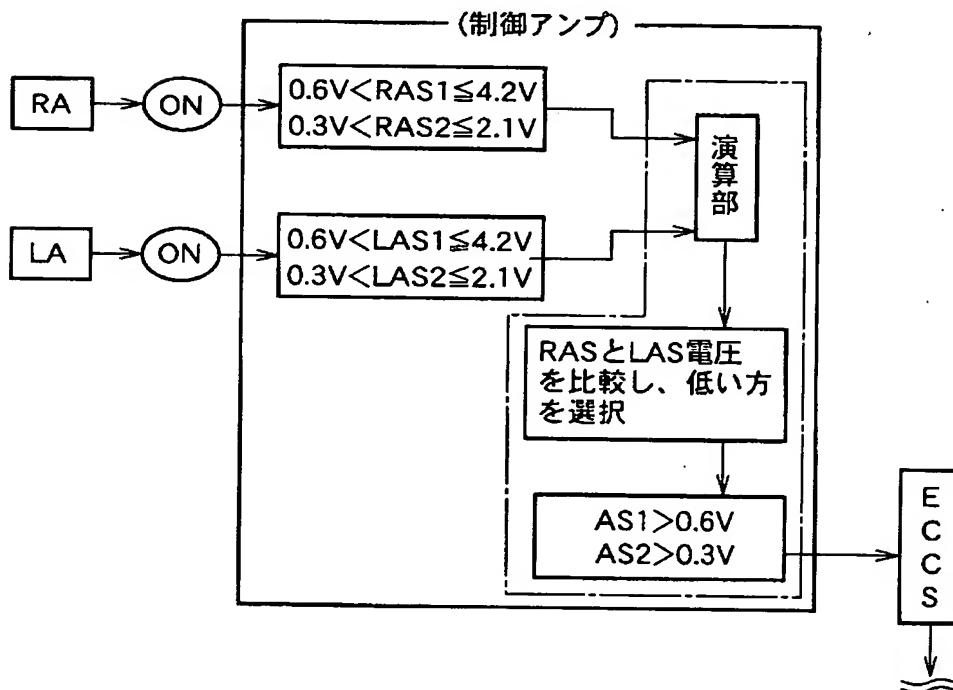 (制御アンプ)
RA
ON
0.6V<RAS1≦4.2V
0.3V<RAS2≦2.1V
演算部
LA
ON
0.6V<LAS1≦4.2V
0.3V<LAS2≦2.1V
RASとLAS電圧
を比較し、低い方
を選択
AS1>0.6V
AS2>0.3V
ECCS